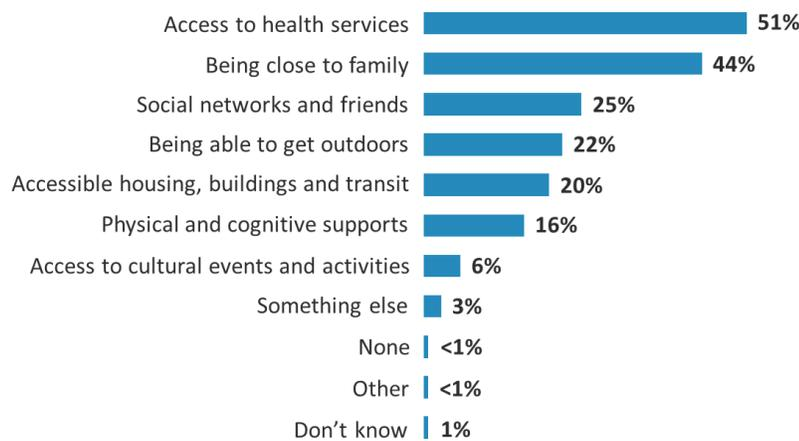 Access to health services 51%
Being close to family 44%
Social networks and friends 25%
Being able to get outdoors 22%
Accessible housing, buildings and transit 20%
Physical and cognitive supports 16%
Access to cultural events and activities 6%
Something else 3%
None <1%
Other <1%
Don’t know 1%